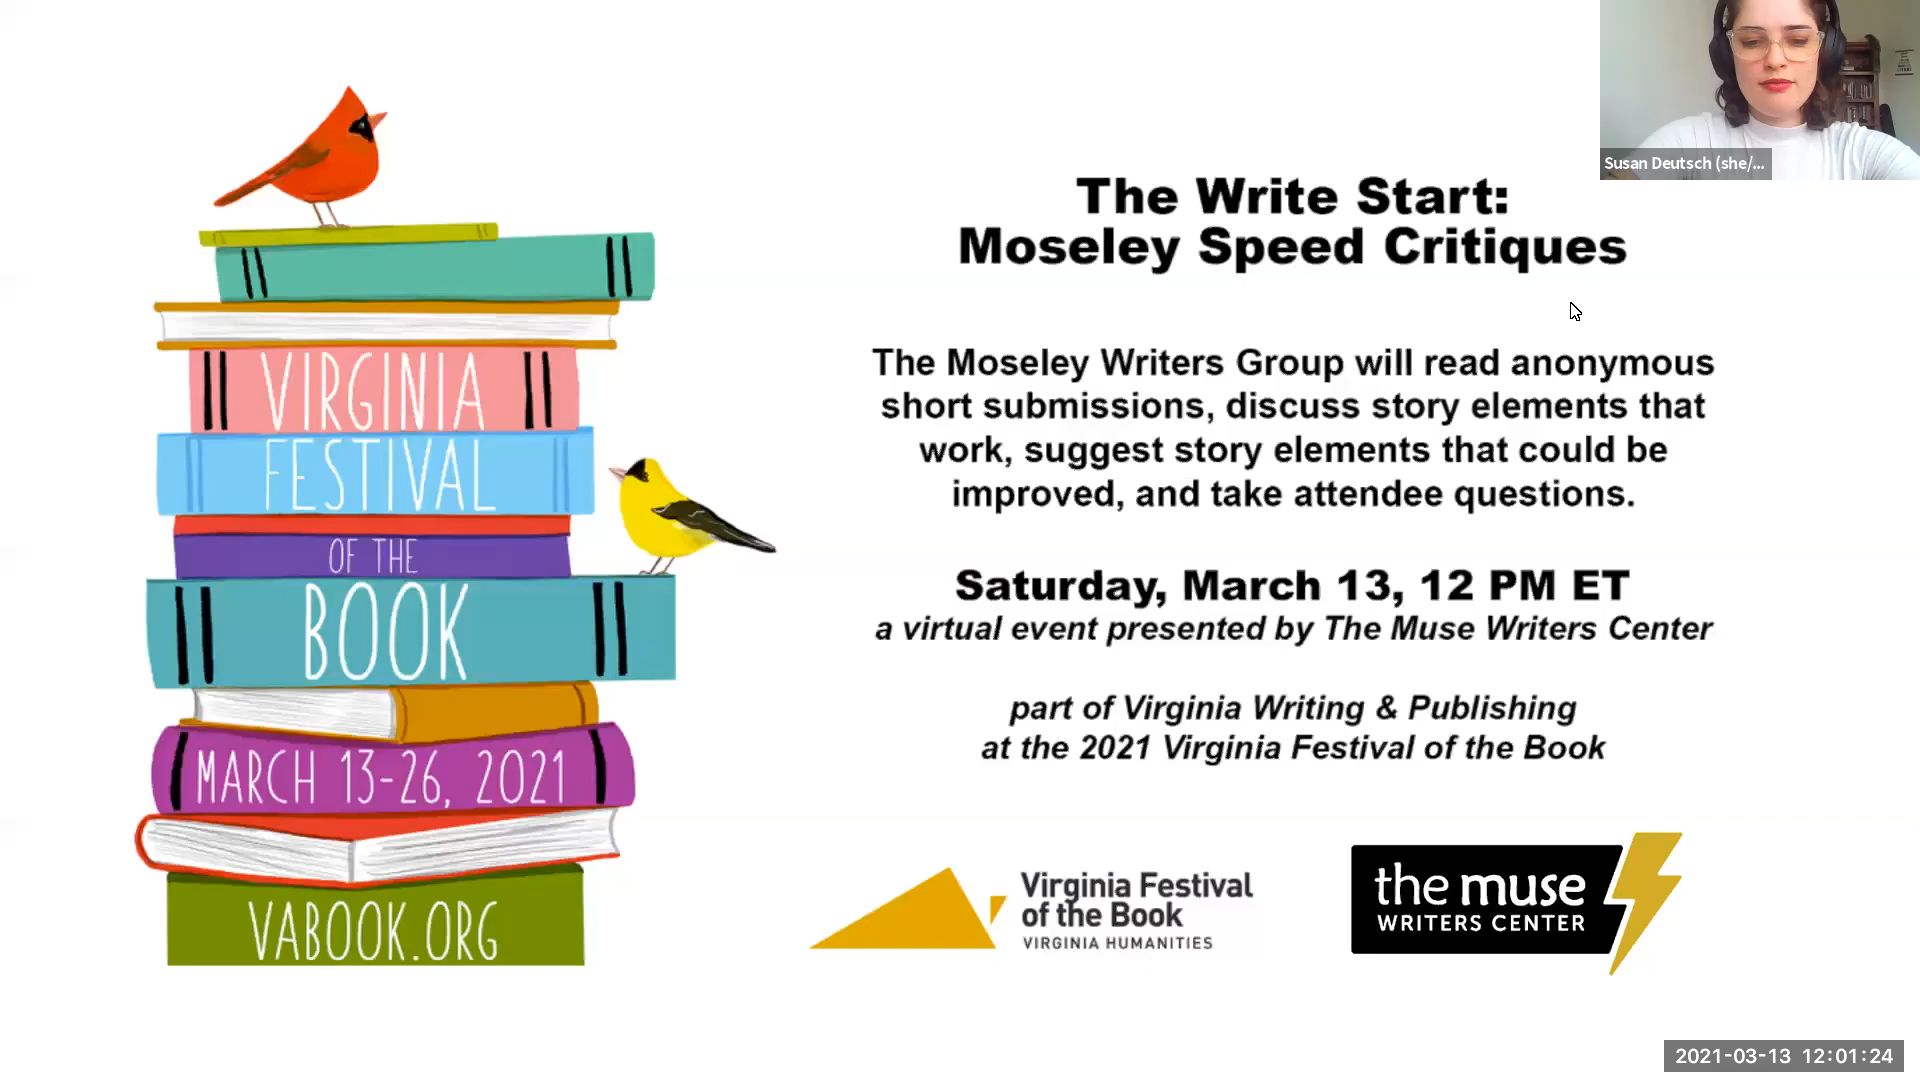 VIRGINIA
FESTIVAL
OF THE
BOOK
MARCH 13-26, 2021
VABOOK.ORG
The Write Start:
Moseley Speed Critiques
The Moseley Writers Group will read anonymous
short submissions, discuss story elements that
work, suggest story elements that could be
improved, and take attendee questions.
Saturday, March 13, 12 PM ET
a virtual event presented by The Muse Writers Center
part of Virginia Writing & Publishing
at the 2021 Virginia Festival of the Book
Virginia Festival
of the Book
VIRGINIA HUMANITIES
the muse
WRITERS CENTER
Susan Deutsch (she/...
2021-03-13 12:01:24